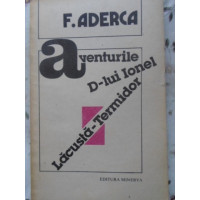 F. ADERCA
aventurile
D-lui Ionel
Lăcustă-Termidor
EDITURA MINERVA